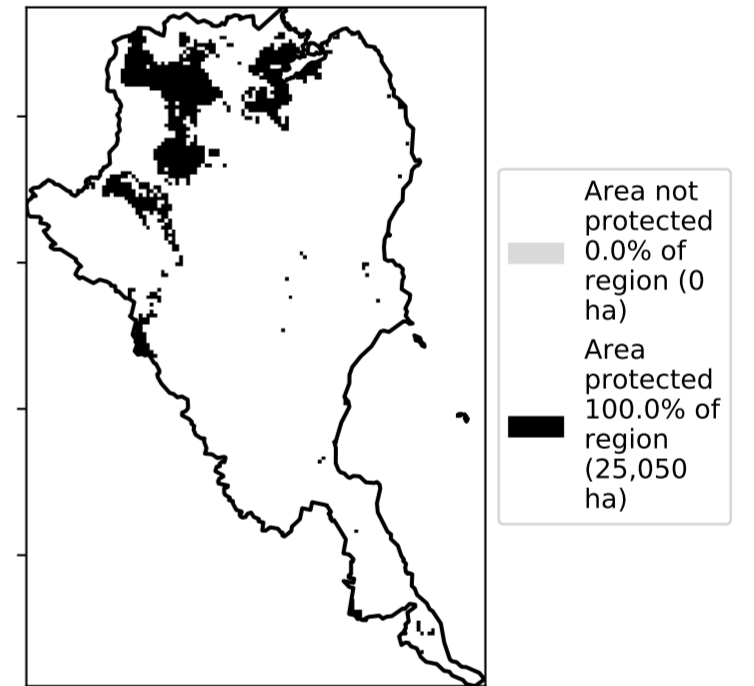 Area not
protected
0.0% of
region (0
ha)
Area
protected
100.0% of
region
(25,050
ha)